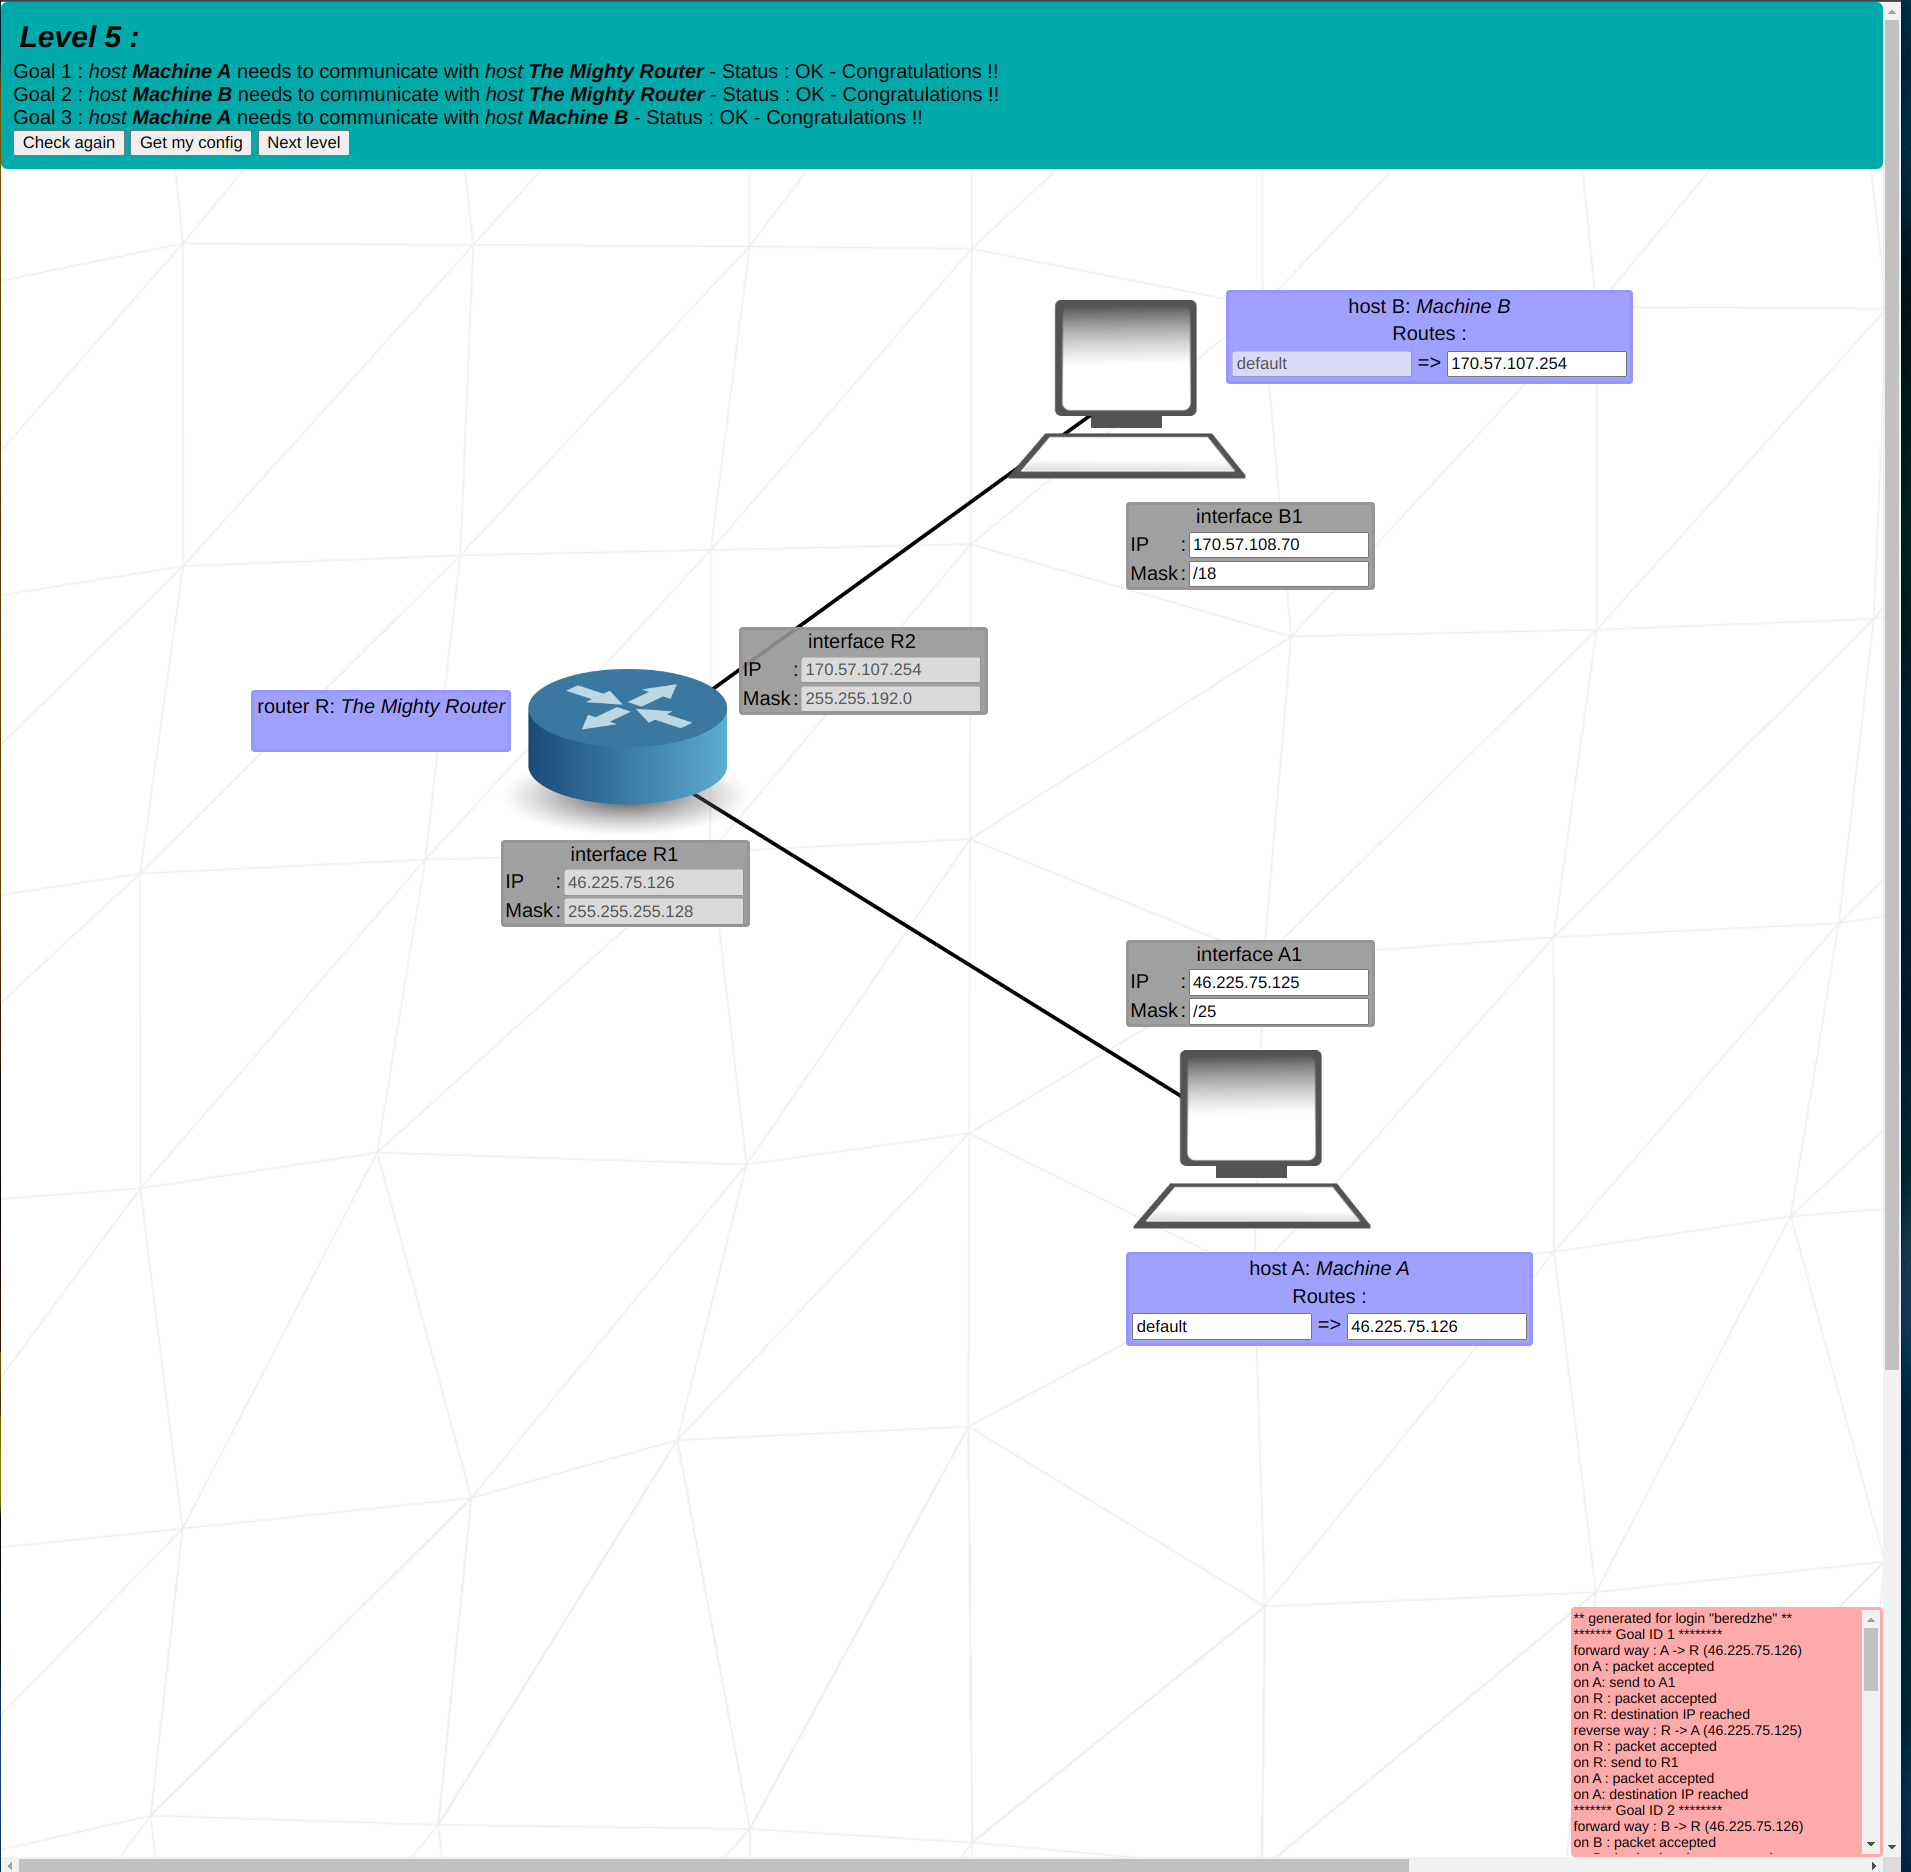 Level 5 :
Goal 1 : host Machine A needs to communicate with host The Mighty Router - Status : OK - Congratulations !!
Goal 2 : host Machine B needs to communicate with host The Mighty Router - Status : OK - Congratulations !!
Goal 3 : host Machine A needs to communicate with host Machine B - Status : OK - Congratulations !!
Check again Get my config Next level
host B: Machine B
Routes :
default => 170.57.107.254
interface B1
IP : 170.57.108.70
Mask : /18
interface R2
IP : 170.57.107.254
Mask : 255.255.192.0
router R: The Mighty Router
interface R1
IP : 46.225.75.126
Mask : 255.255.255.128
interface A1
IP : 46.225.75.125
Mask : /25
host A: Machine A
Routes :
default => 46.225.75.126
** generated for login "beredzhe" **
******* Goal ID 1 ********
forward way : A -> R (46.225.75.126)
on A : packet accepted
on A: send to A1
on R : packet accepted
on R: destination IP reached
reverse way : R -> A (46.225.75.125)
on R : packet accepted
on R: send to R1
on A : packet accepted
on A: destination IP reached
******* Goal ID 2 ********
forward way : B -> R (46.225.75.126)
on B : packet accepted